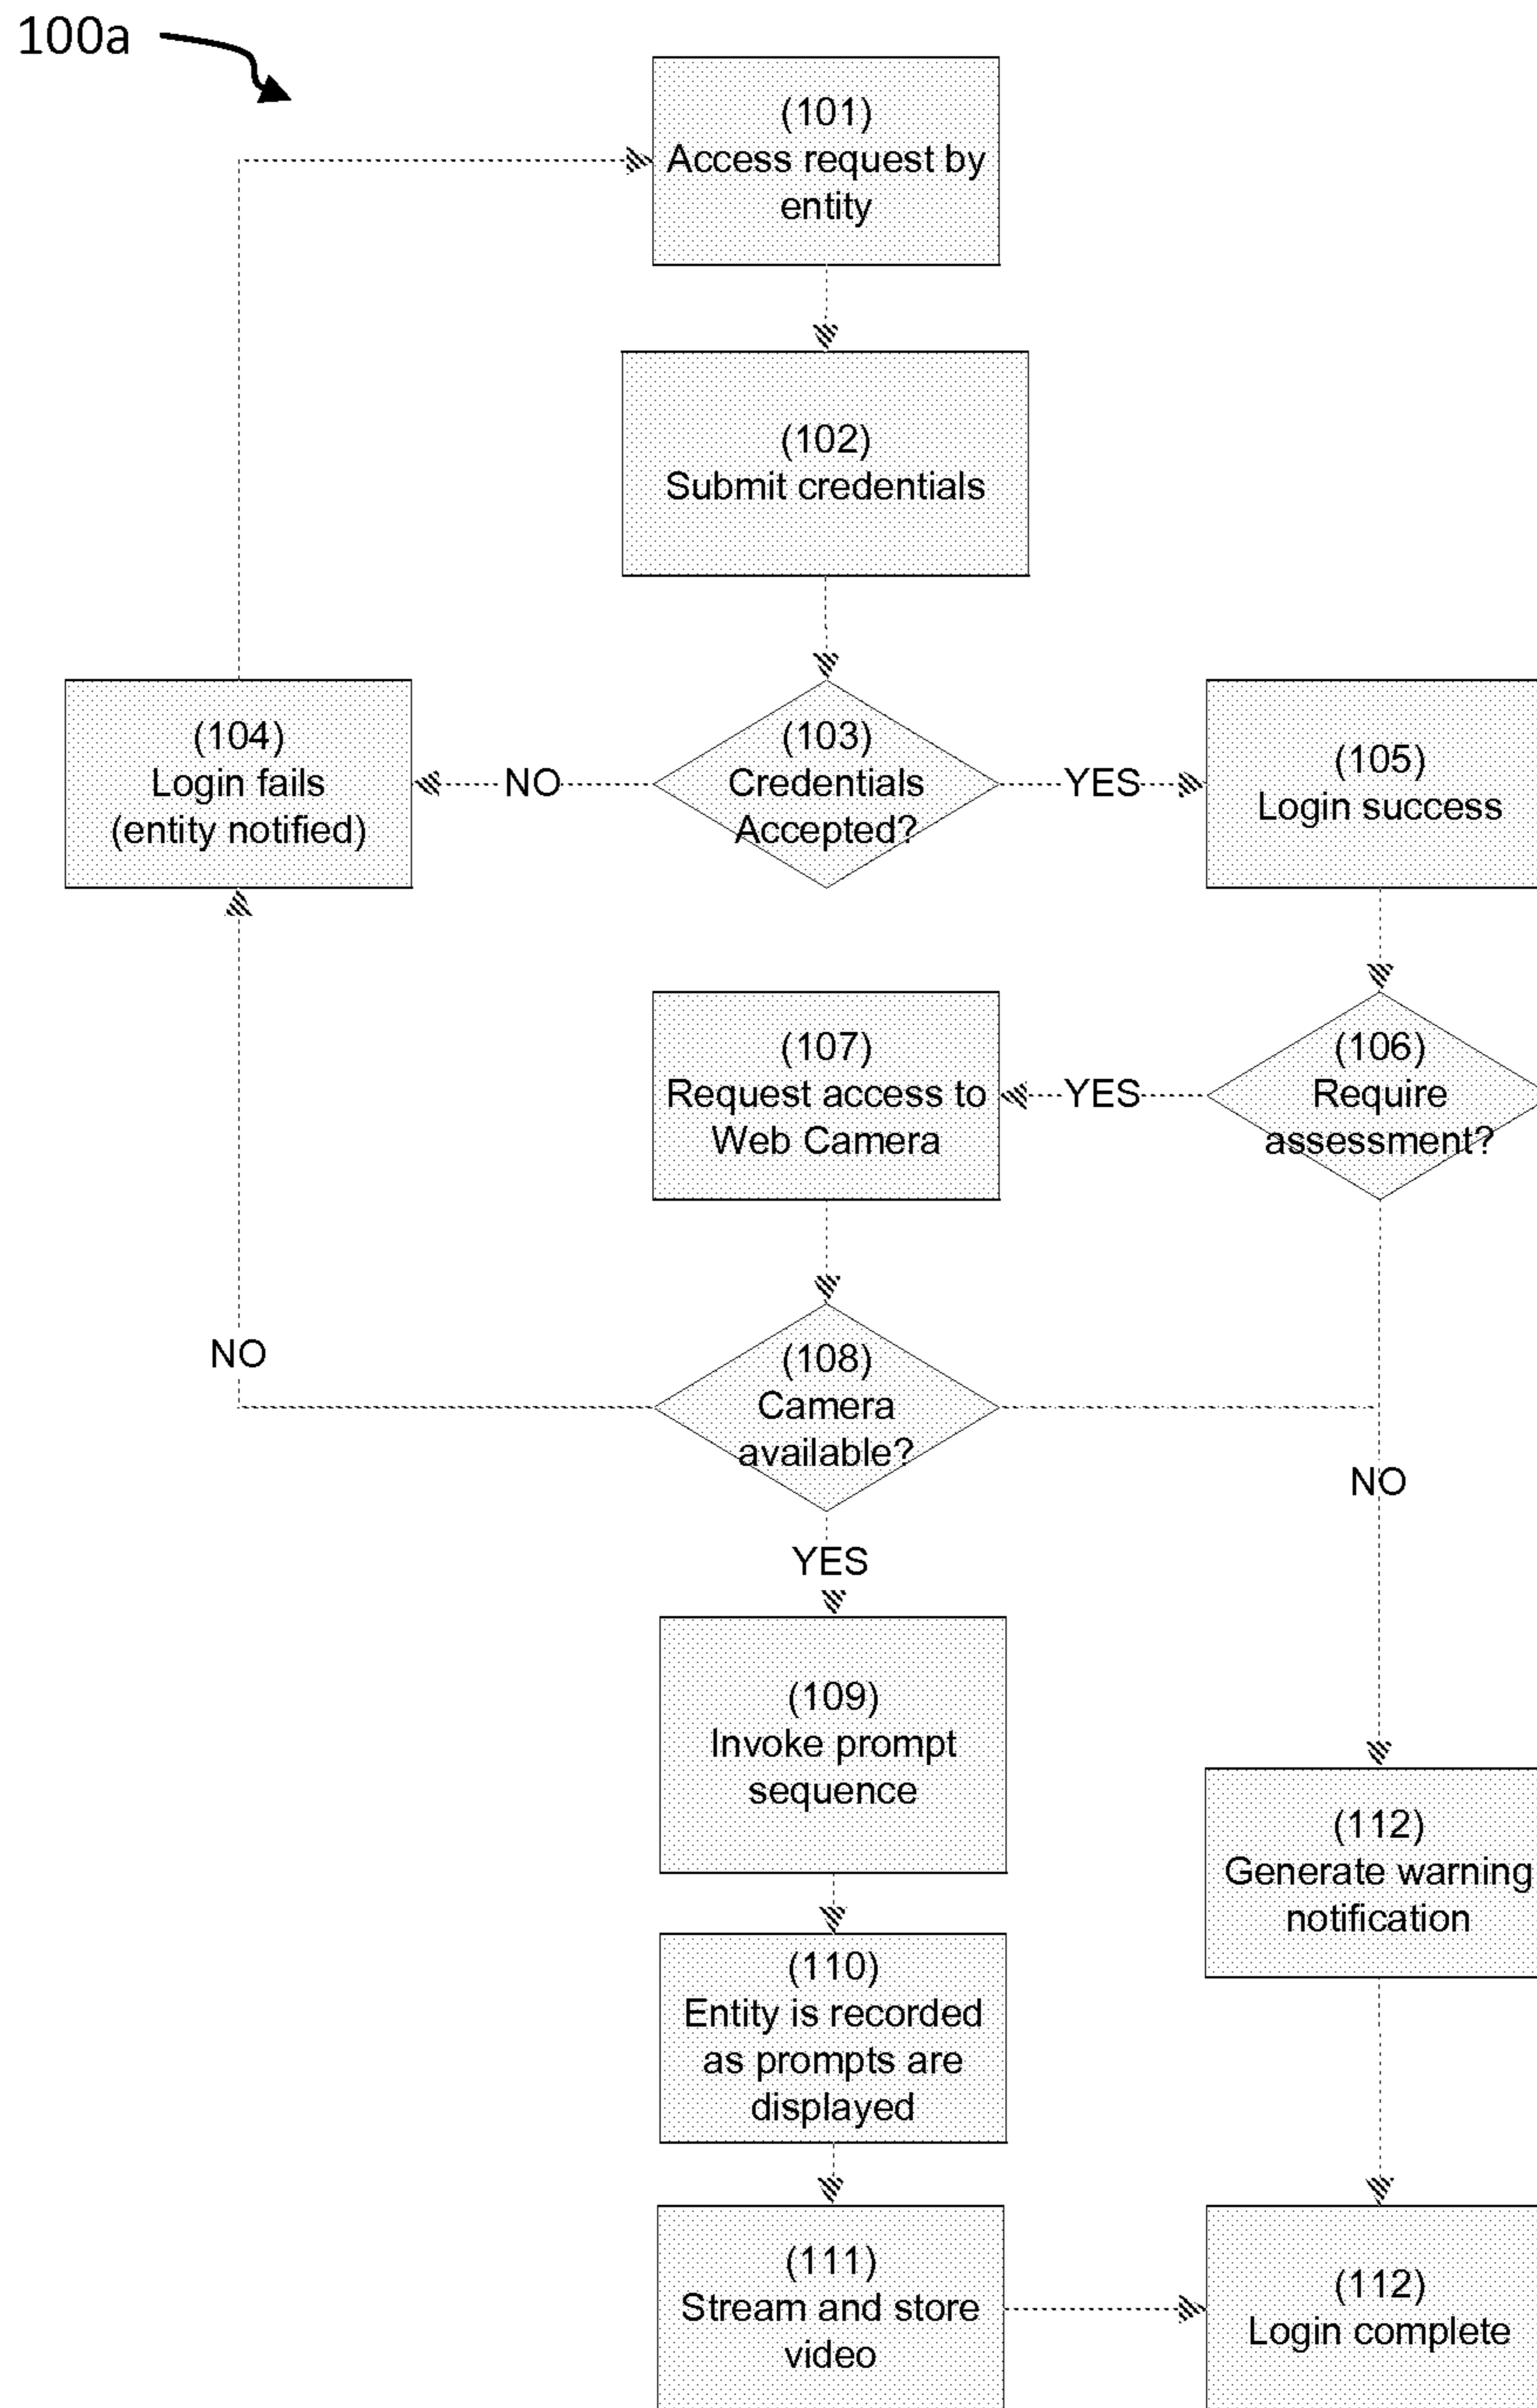 100a
(101)
Access request by
entity
(102)
Submit credentials
(103)
Credentials
Accepted?
NO
YES
(104)
Login fails
(entity notified)
(105)
Login success
(106)
Require
assessment?
YES
(107)
Request access to
Web Camera
(108)
Camera
available?
NO
NO
YES
(109)
Invoke prompt
sequence
(112)
Generate warning
notification
(110)
Entity is recorded
as prompts are
displayed
(111)
Stream and store
video
(112)
Login complete